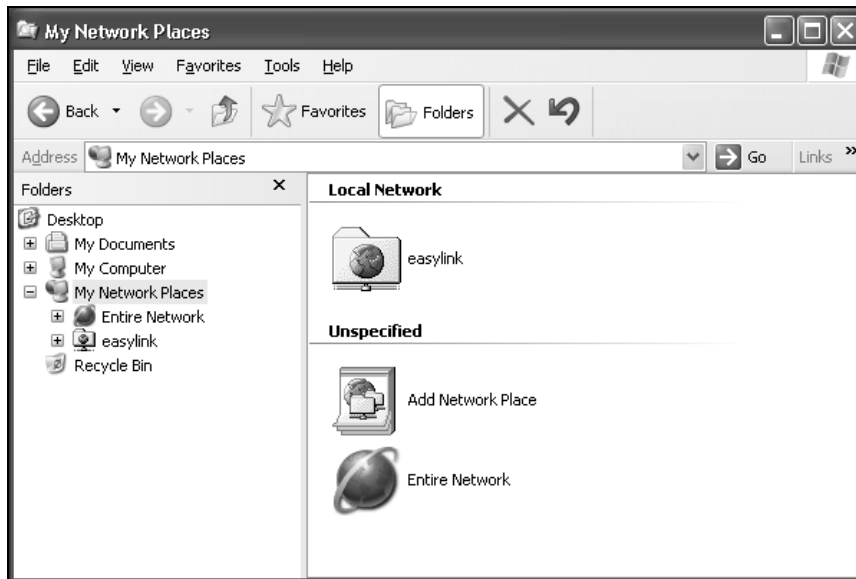 My Network Places
File Edit View Favorites Tools Help
Back Favorites Folders
Address My Network Places Go Links »
Folders
Desktop
My Documents
My Computer
My Network Places
Entire Network
easylink
Recycle Bin
Local Network
easylink
Unspecified
Add Network Place
Entire Network